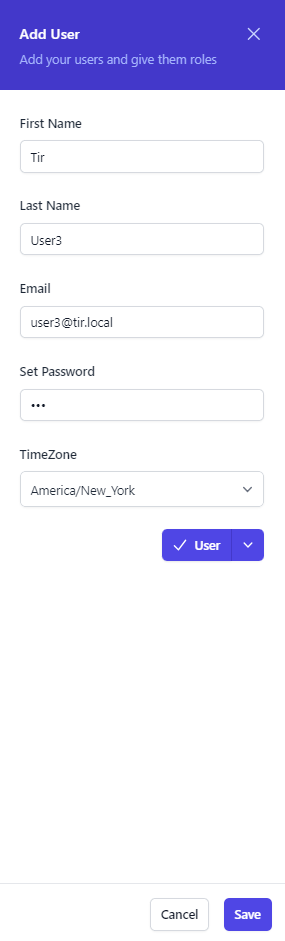 Add User
Add your users and give them roles
First Name
Tir
Last Name
User3
Email
user3@tir.local
Set Password
•••
TimeZone
America/New_York
User
Cancel
Save